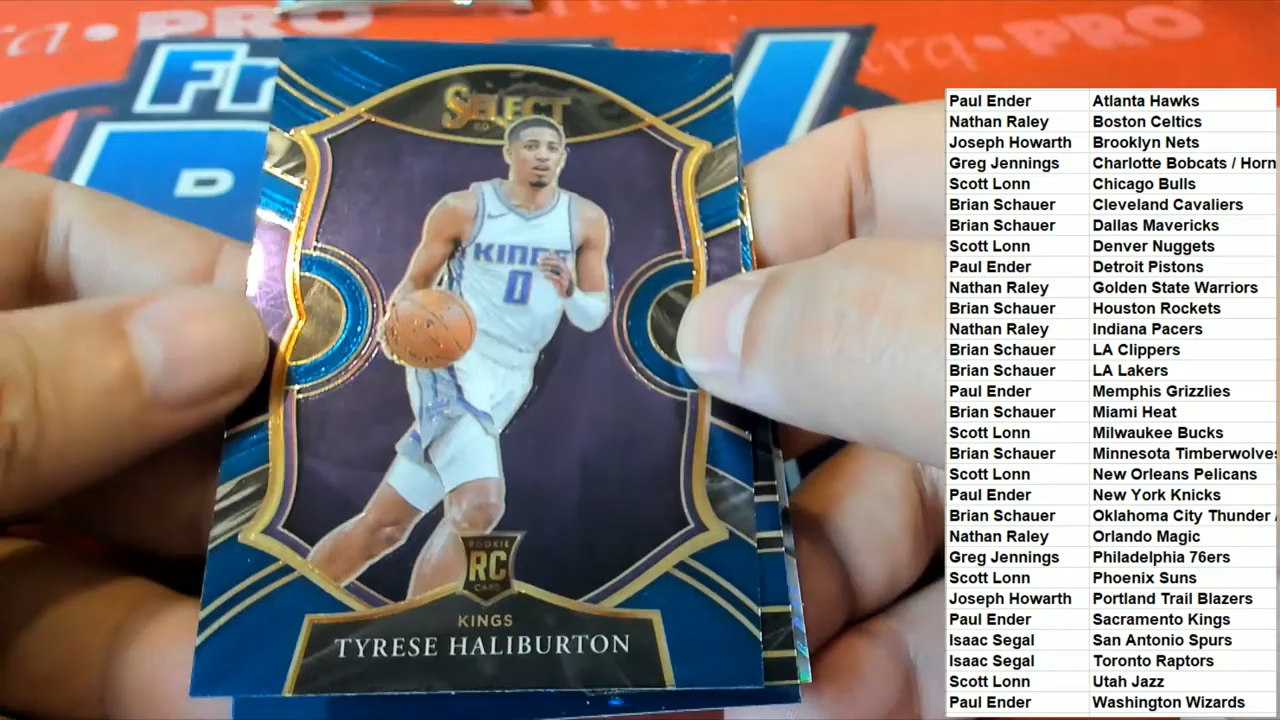 ra • PRO
ltra • PRO
Fr
D
SELECT
KINGS
0
ROOKIE
RC
CARD
KINGS
TYRESE HALIBURTON
Paul Ender Atlanta Hawks
Nathan Raley Boston Celtics
Joseph Howarth Brooklyn Nets
Greg Jennings Charlotte Bobcats / Horn
Scott Lonn Chicago Bulls
Brian Schauer Cleveland Cavaliers
Brian Schauer Dallas Mavericks
Scott Lonn Denver Nuggets
Paul Ender Detroit Pistons
Nathan Raley Golden State Warriors
Brian Schauer Houston Rockets
Nathan Raley Indiana Pacers
Brian Schauer LA Clippers
Brian Schauer LA Lakers
Paul Ender Memphis Grizzlies
Brian Schauer Miami Heat
Scott Lonn Milwaukee Bucks
Brian Schauer Minnesota Timberwolves
Scott Lonn New Orleans Pelicans
Paul Ender New York Knicks
Brian Schauer Oklahoma City Thunder /
Nathan Raley Orlando Magic
Greg Jennings Philadelphia 76ers
Scott Lonn Phoenix Suns
Joseph Howarth Portland Trail Blazers
Paul Ender Sacramento Kings
Isaac Segal San Antonio Spurs
Isaac Segal Toronto Raptors
Scott Lonn Utah Jazz
Paul Ender Washington Wizards